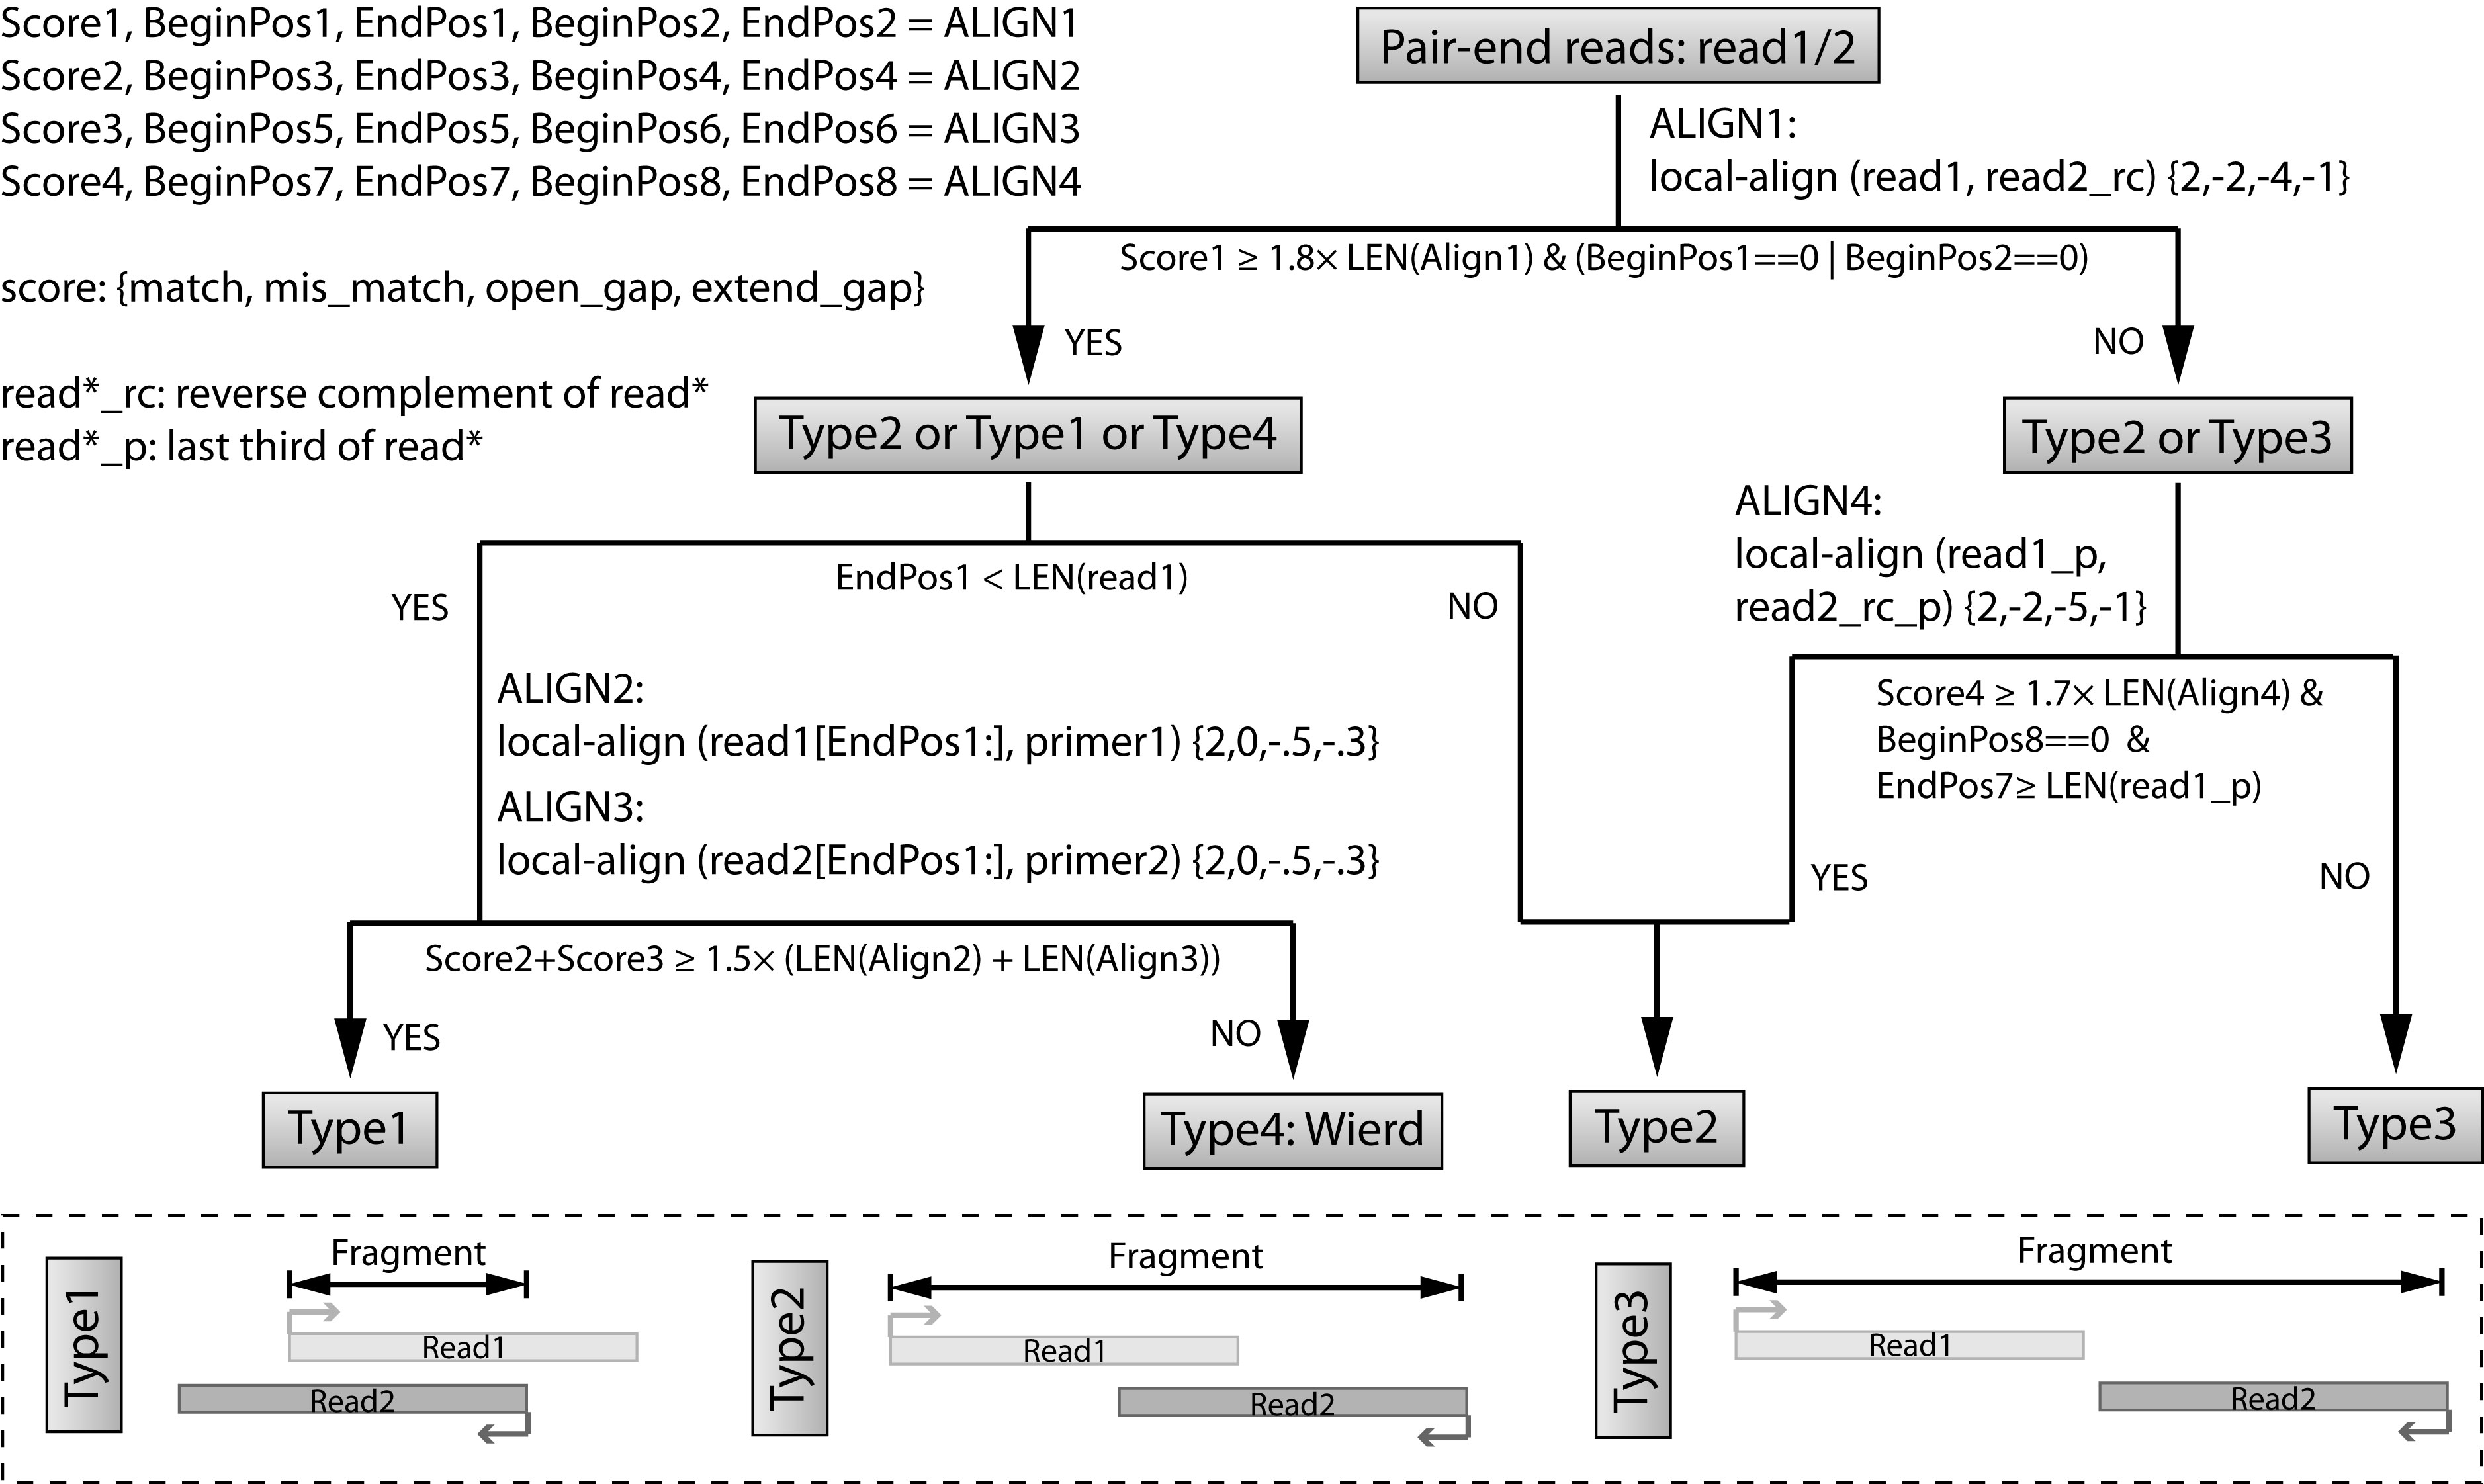 Score1, BeginPos1, EndPos1, BeginPos2, EndPos2 = ALIGN1
Score2, BeginPos3, EndPos3, BeginPos4, EndPos4 = ALIGN2
Score3, BeginPos5, EndPos5, BeginPos6, EndPos6 = ALIGN3
Score4, BeginPos7, EndPos7, BeginPos8, EndPos8 = ALIGN4
score: {match, mis_match, open_gap, extend_gap}
read*_rc: reverse complement of read*
read*_p: last third of read*
Pair-end reads: read1/2
ALIGN1:
local-align (read1, read2_rc) {2,-2,-4,-1}
Score1 ≥ 1.8× LEN(Align1) & (BeginPos1==0 | BeginPos2==0)
YES
NO
Type2 or Type1 or Type4
Type2 or Type3
EndPos1 < LEN(read1)
YES
NO
ALIGN4:
local-align (read1_p,
read2_rc_p) {2,-2,-5,-1}
ALIGN2:
local-align (read1[EndPos1:], primer1) {2,0,-.5,-.3}
ALIGN3:
local-align (read2[EndPos1:], primer2) {2,0,-.5,-.3}
Score4 ≥ 1.7× LEN(Align4) &
BeginPos8==0 &
EndPos7≥ LEN(read1_p)
YES
NO
Score2+Score3 ≥ 1.5× (LEN(Align2) + LEN(Align3))
YES
NO
Type1
Type4: Wierd
Type2
Type3
Type1
Fragment
Read1
Read2
Type2
Fragment
Read1
Read2
Type3
Fragment
Read1
Read2